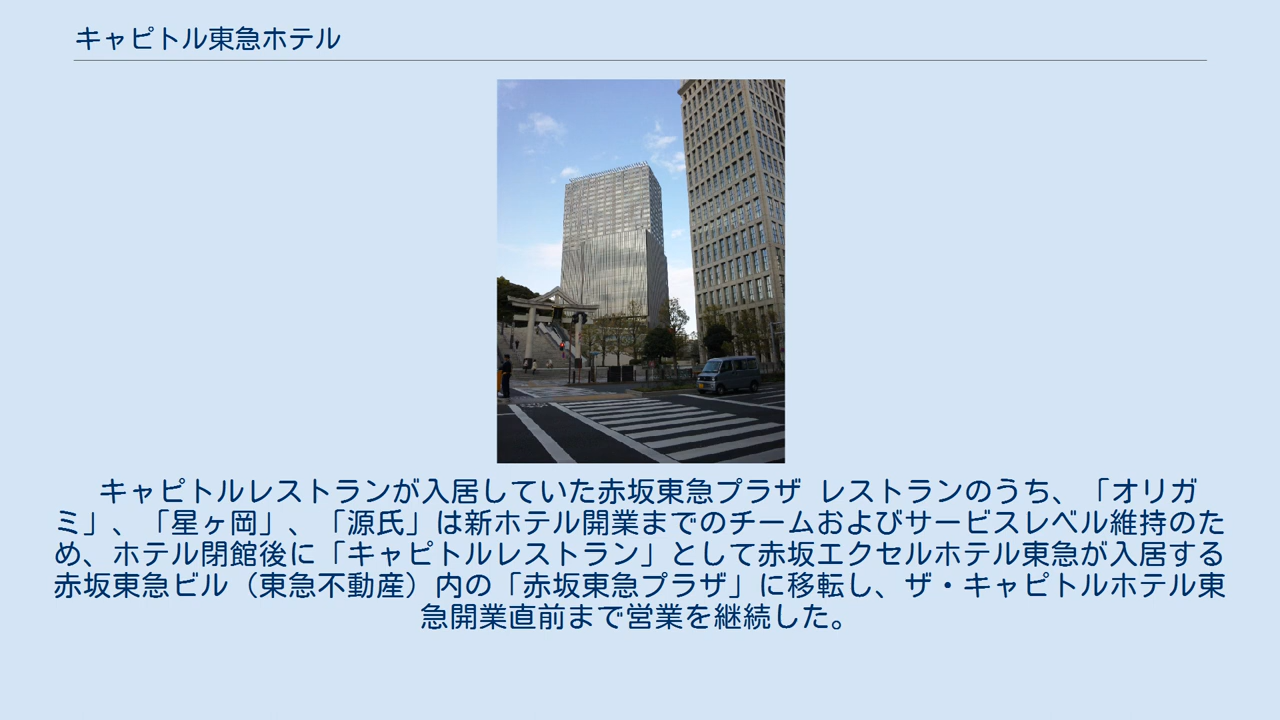 キャピトル東急ホテル
キャピトルレストランが入居していた赤坂東急プラザ レストランのうち、「オリガ
ミ」、「星ヶ岡」、「源氏」は新ホテル開業までのチームおよびサービスレベル維持のた
め、ホテル閉館後に「キャピトルレストラン」として赤坂エクセルホテル東急が入居する
赤坂東急ビル（東急不動産）内の「赤坂東急プラザ」に移転し、ザ・キャピトルホテル東
急開業直前まで営業を継続した。